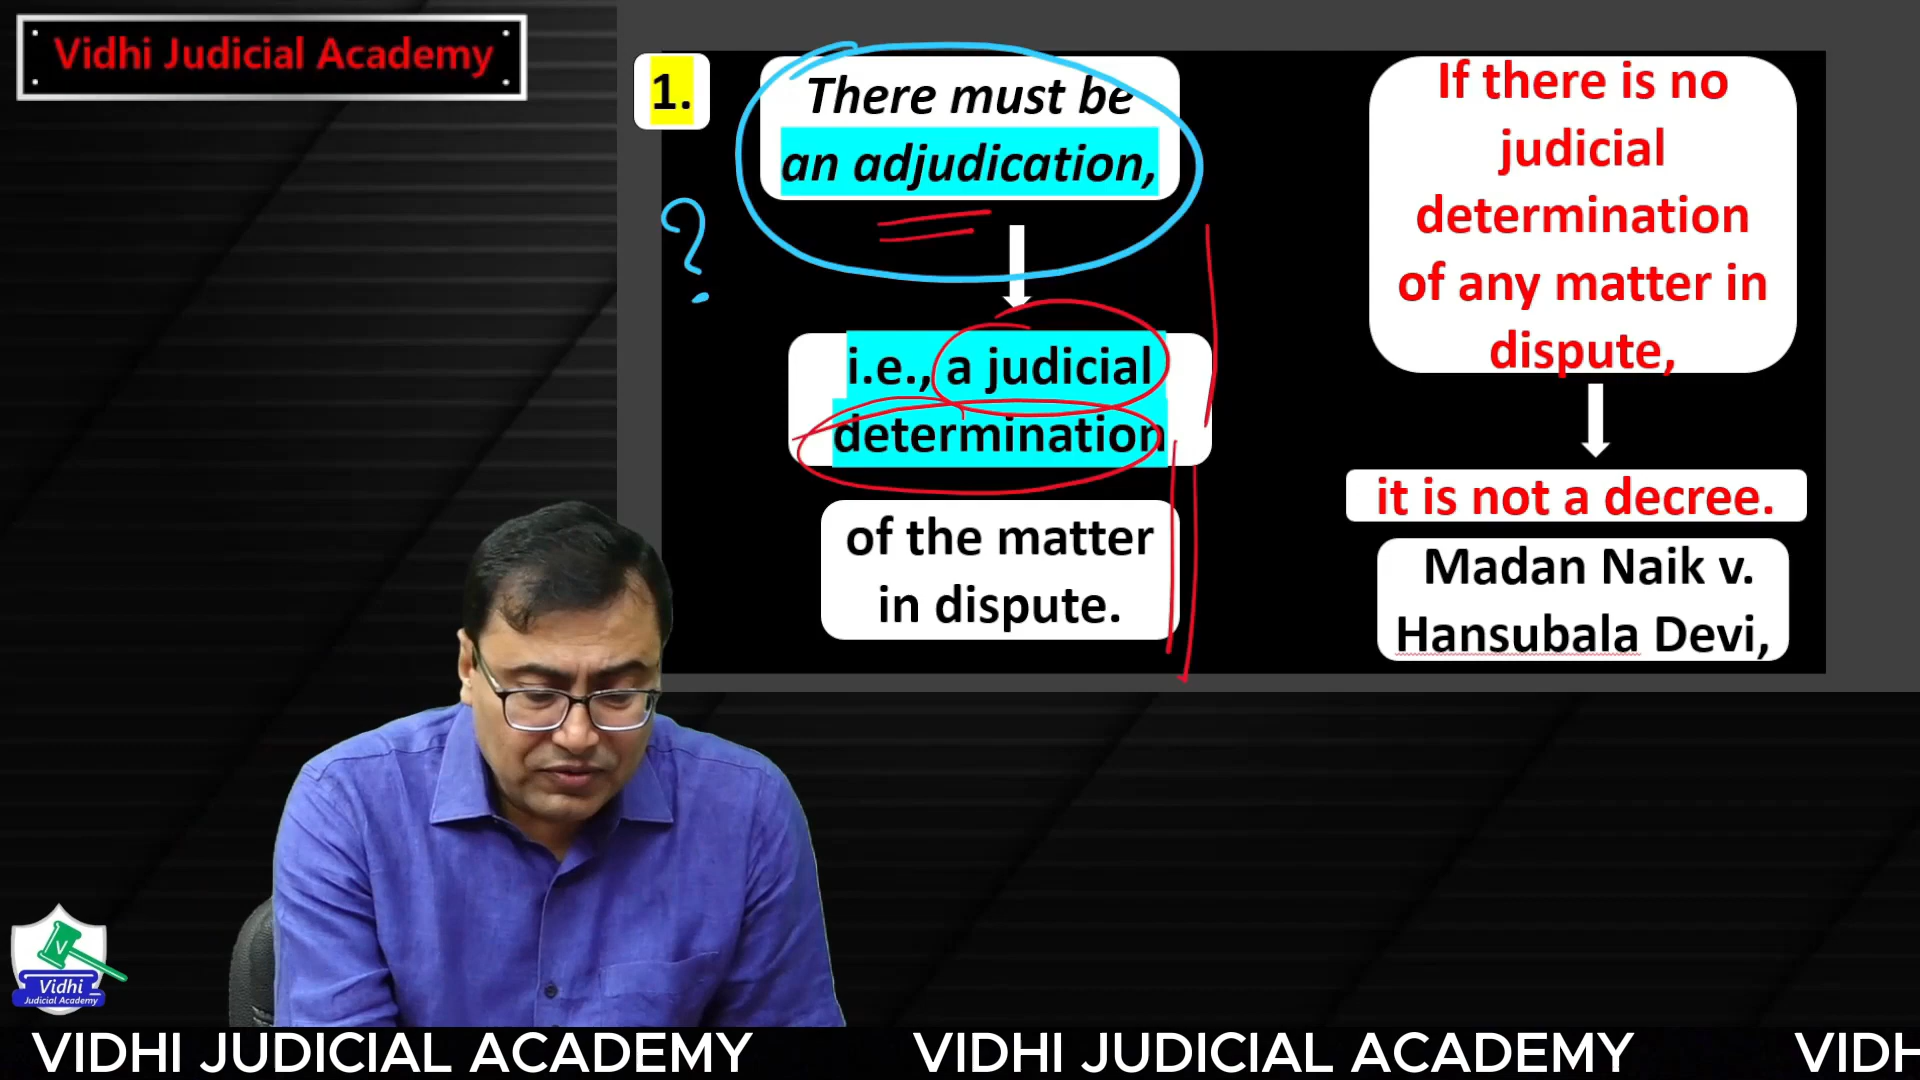 Vidhi Judicial Academy
1.
There must be
an adjudication,
?
i.e., a judicial
determination
of the matter
in dispute.
If there is no
judicial
determination
of any matter in
dispute,
it is not a decree.
Madan Naik v.
Hansubala Devi,
V
Vidhi
Judicial Academy
VIDHI JUDICIAL ACADEMY VIDHI JUDICIAL ACADEMY VIDH